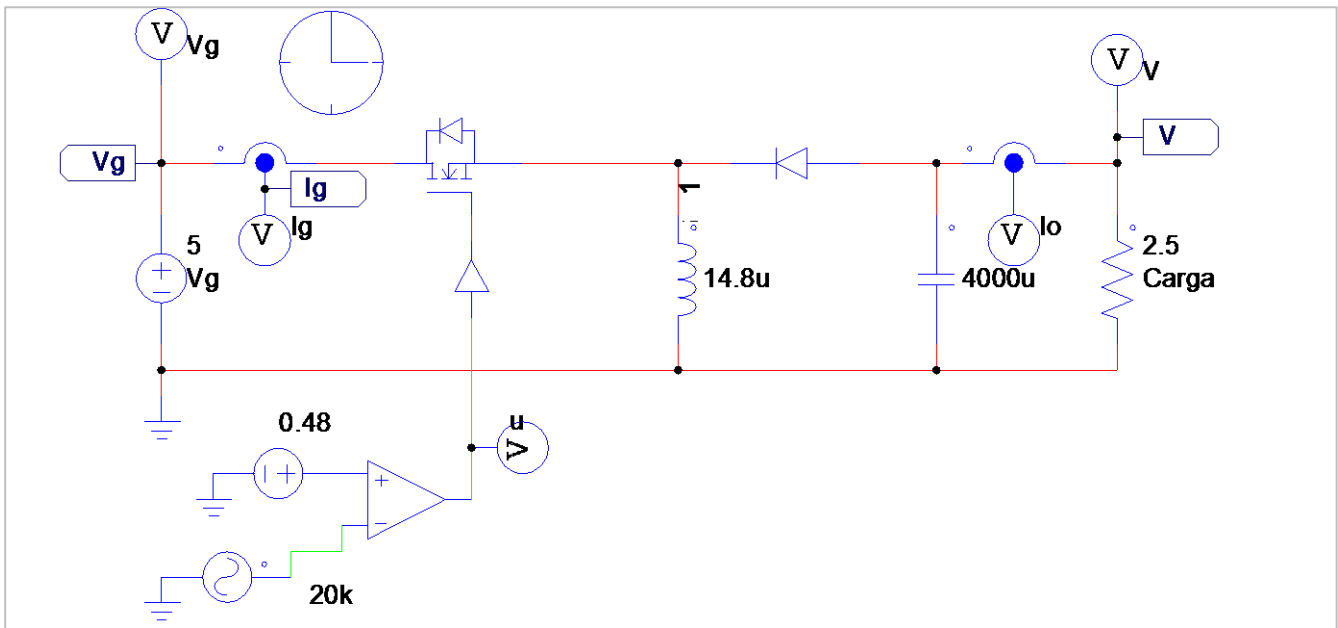 V Vg
V V
Vg
Ig
V
V Ig
V Io
1
5
Vg
14.8u
4000u
2.5
Carga
0.48
u
V
20k